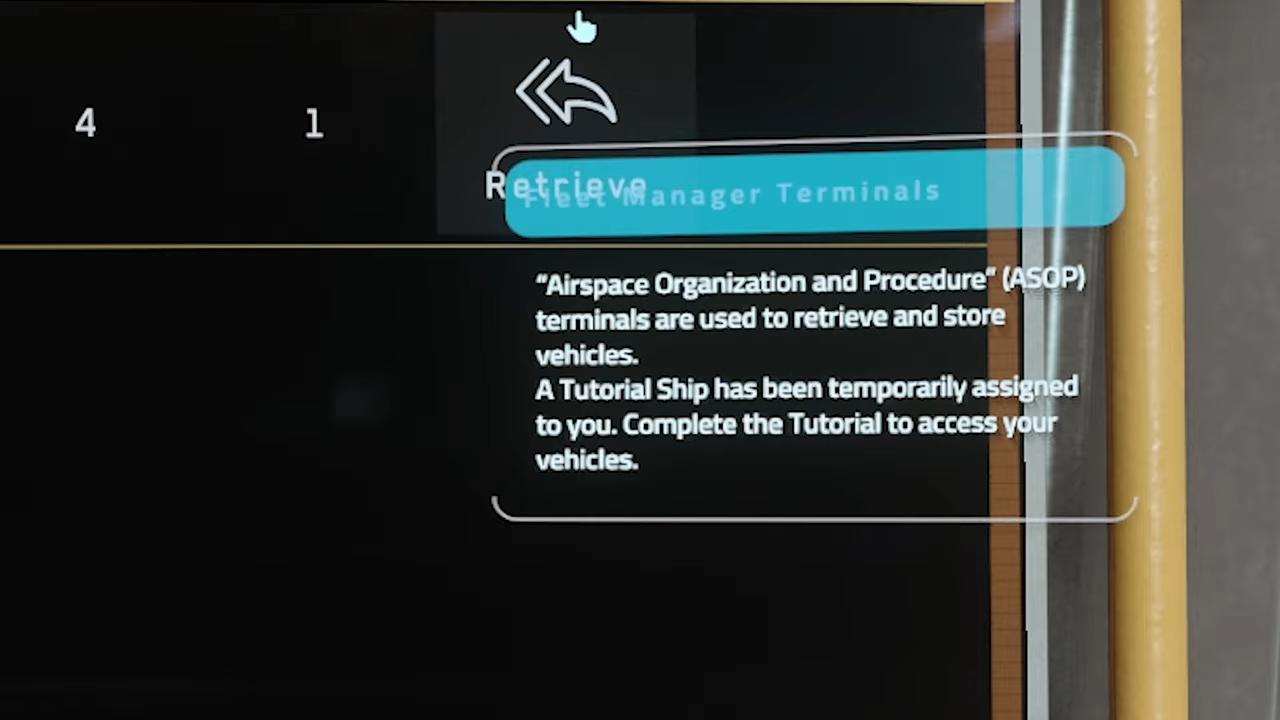 4 1
Retrieve
Fleet Manager Terminals
“Airspace Organization and Procedure” (ASOP)
terminals are used to retrieve and store
vehicles.
A Tutorial Ship has been temporarily assigned
to you. Complete the Tutorial to access your
vehicles.